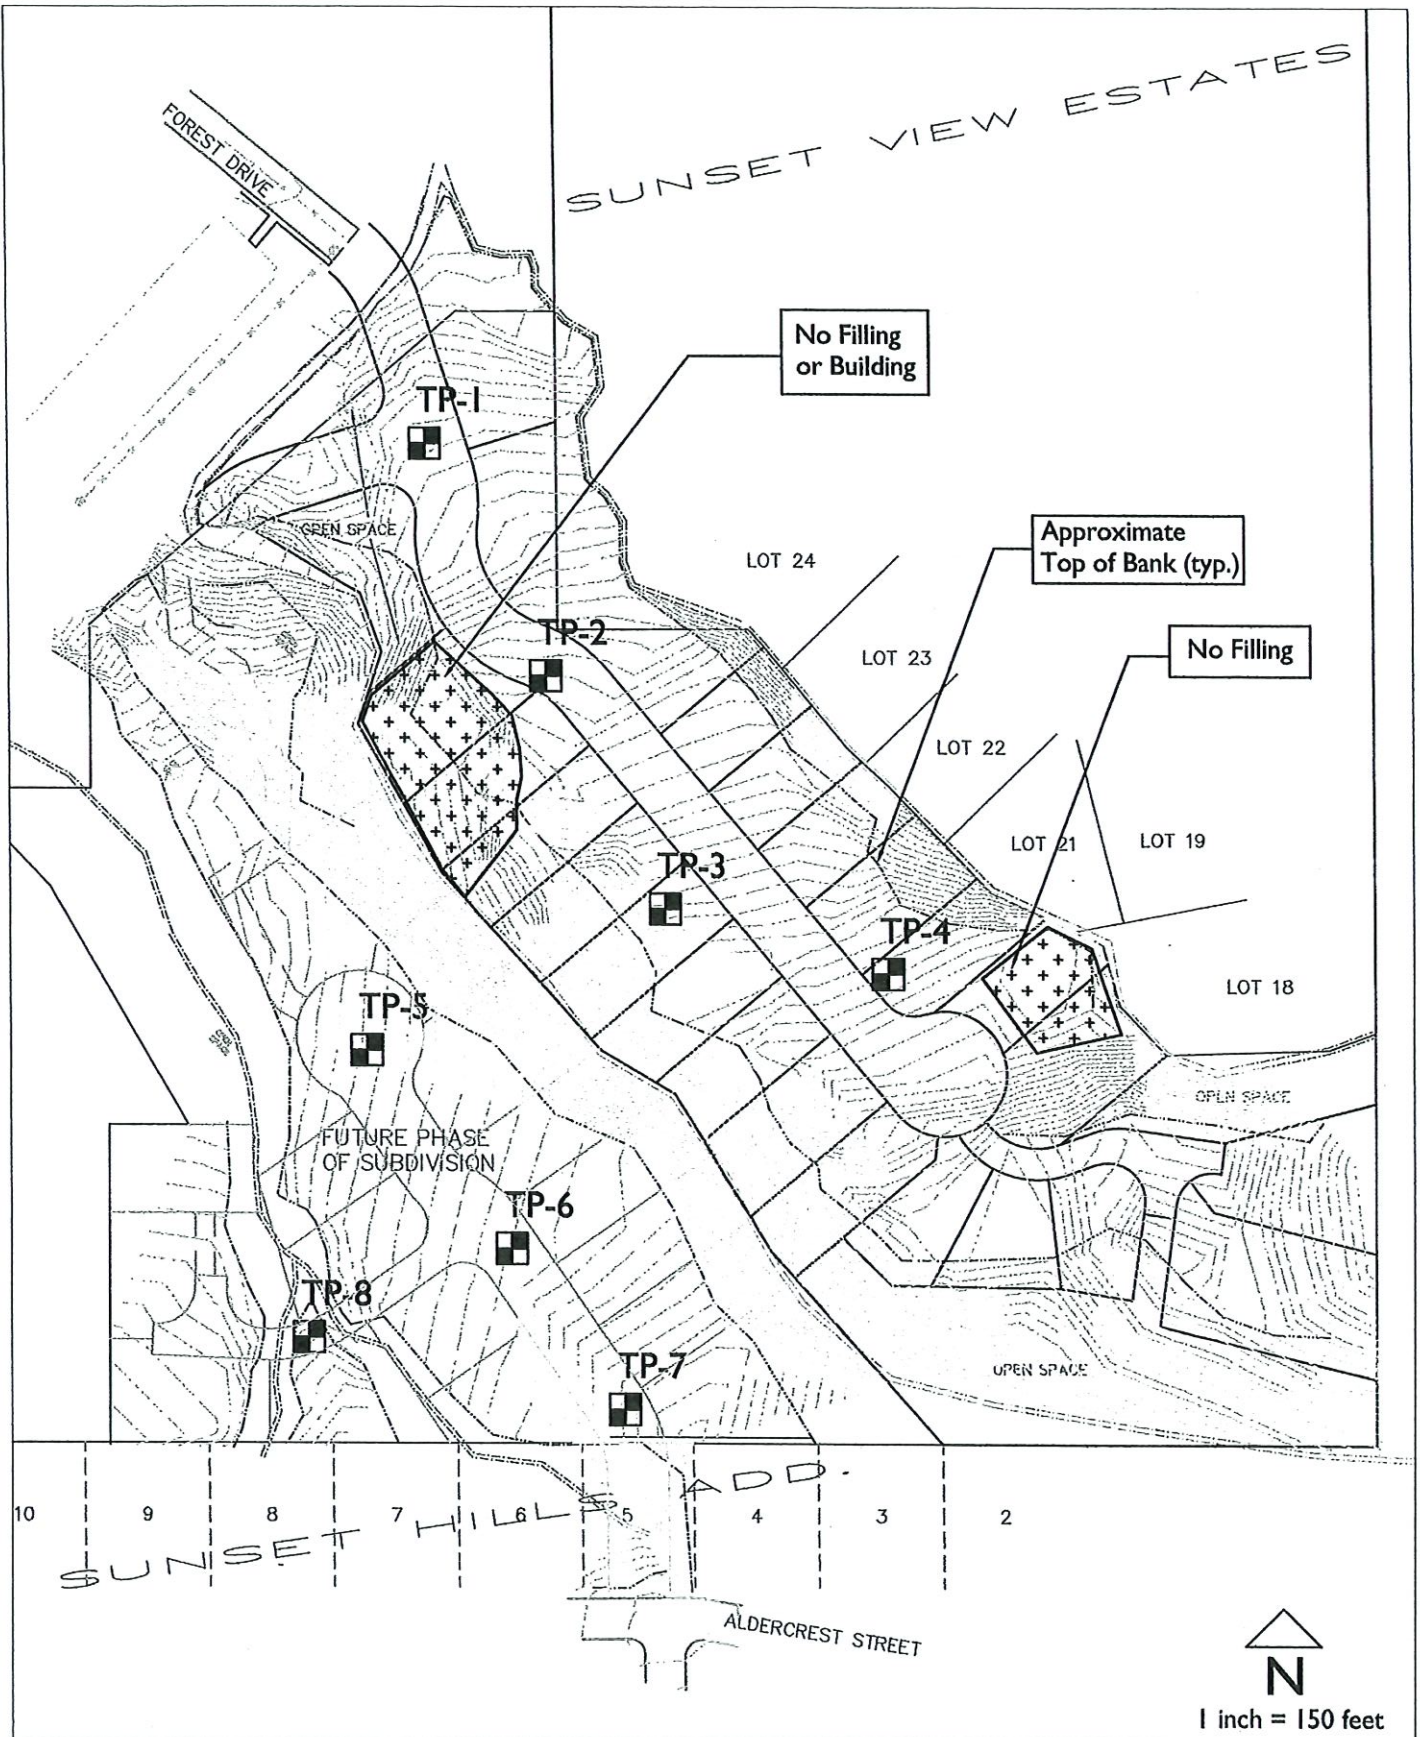 SUNSET VIEW ESTATES
FOREST DRIVE
No Filling
or Building
TP-1
OPEN SPACE
Approximate
Top of Bank (typ.)
LOT 24
TP-2
No Filling
LOT 23
LOT 22
LOT 21
LOT 19
TP-3
TP-4
LOT 18
TP-5
OPEN SPACE
FUTURE PHASE
OF SUBDIVISION
TP-6
TP-8
TP-7
OPEN SPACE
10
9
8
7
6
5
4
3
2
SUNSET HILLS ADD.
ALDERCREST STREET
N
1 inch = 150 feet